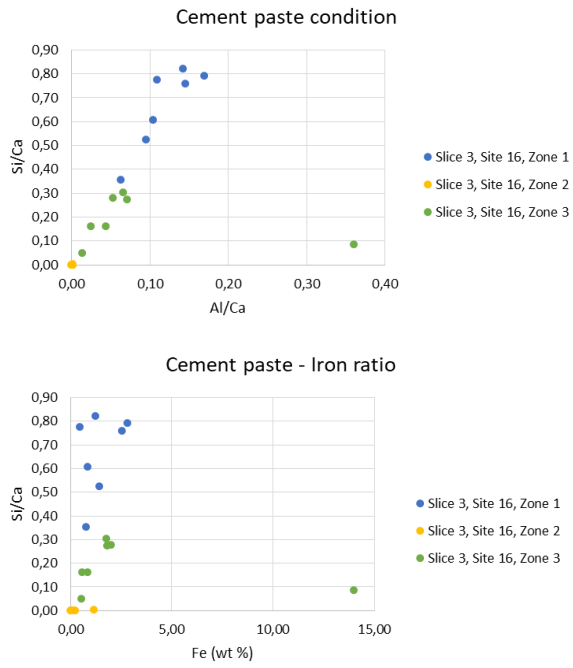 Cement paste condition
0,90
0,80
0,70
0,60
0,50
0,40
0,30
0,20
0,10
0,00
Si/Ca
0,00 0,10 0,20 0,30 0,40
Al/Ca
Slice 3, Site 16, Zone 1
Slice 3, Site 16, Zone 2
Slice 3, Site 16, Zone 3
Cement paste - Iron ratio
0,90
0,80
0,70
0,60
0,50
0,40
0,30
0,20
0,10
0,00
Si/Ca
0,00 5,00 10,00 15,00
Fe (wt %)
Slice 3, Site 16, Zone 1
Slice 3, Site 16, Zone 2
Slice 3, Site 16, Zone 3